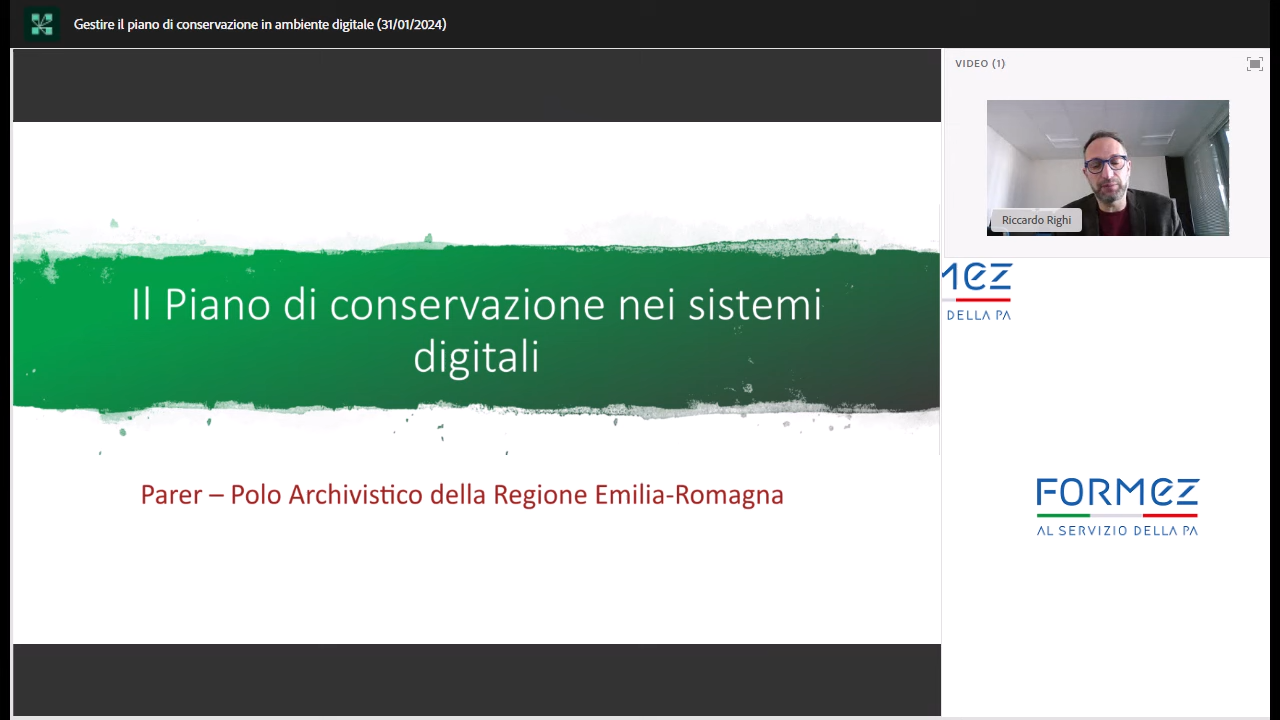 Gestire il piano di conservazione in ambiente digitale (31/01/2024)
VIDEO (1)
Riccardo Righi
Il Piano di conservazione nei sistemi
digitali
Parer – Polo Archivistico della Regione Emilia-Romagna
MEZ
DELLA PA
FORMEZ
AL SERVIZIO DELLA PA